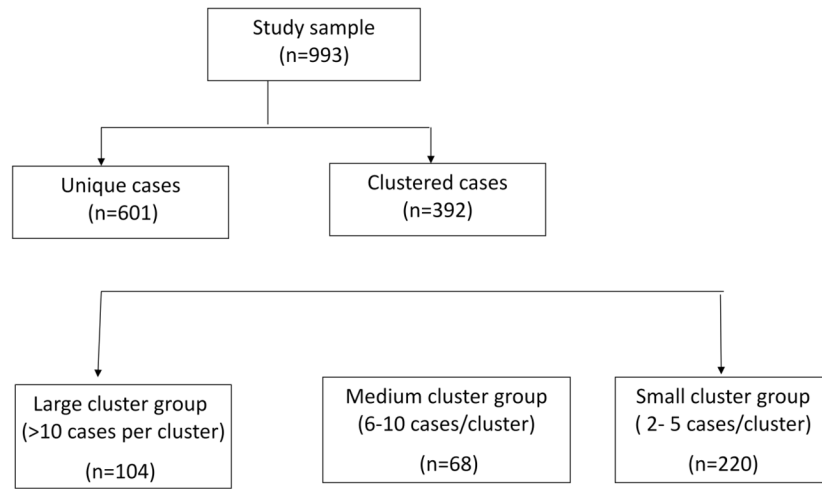 Study sample
(n=993)
Unique cases
(n=601)
Clustered cases
(n=392)
Large cluster group
(>10 cases per cluster)
(n=104)
Medium cluster group
(6-10 cases/cluster)
(n=68)
Small cluster group
( 2- 5 cases/cluster)
(n=220)